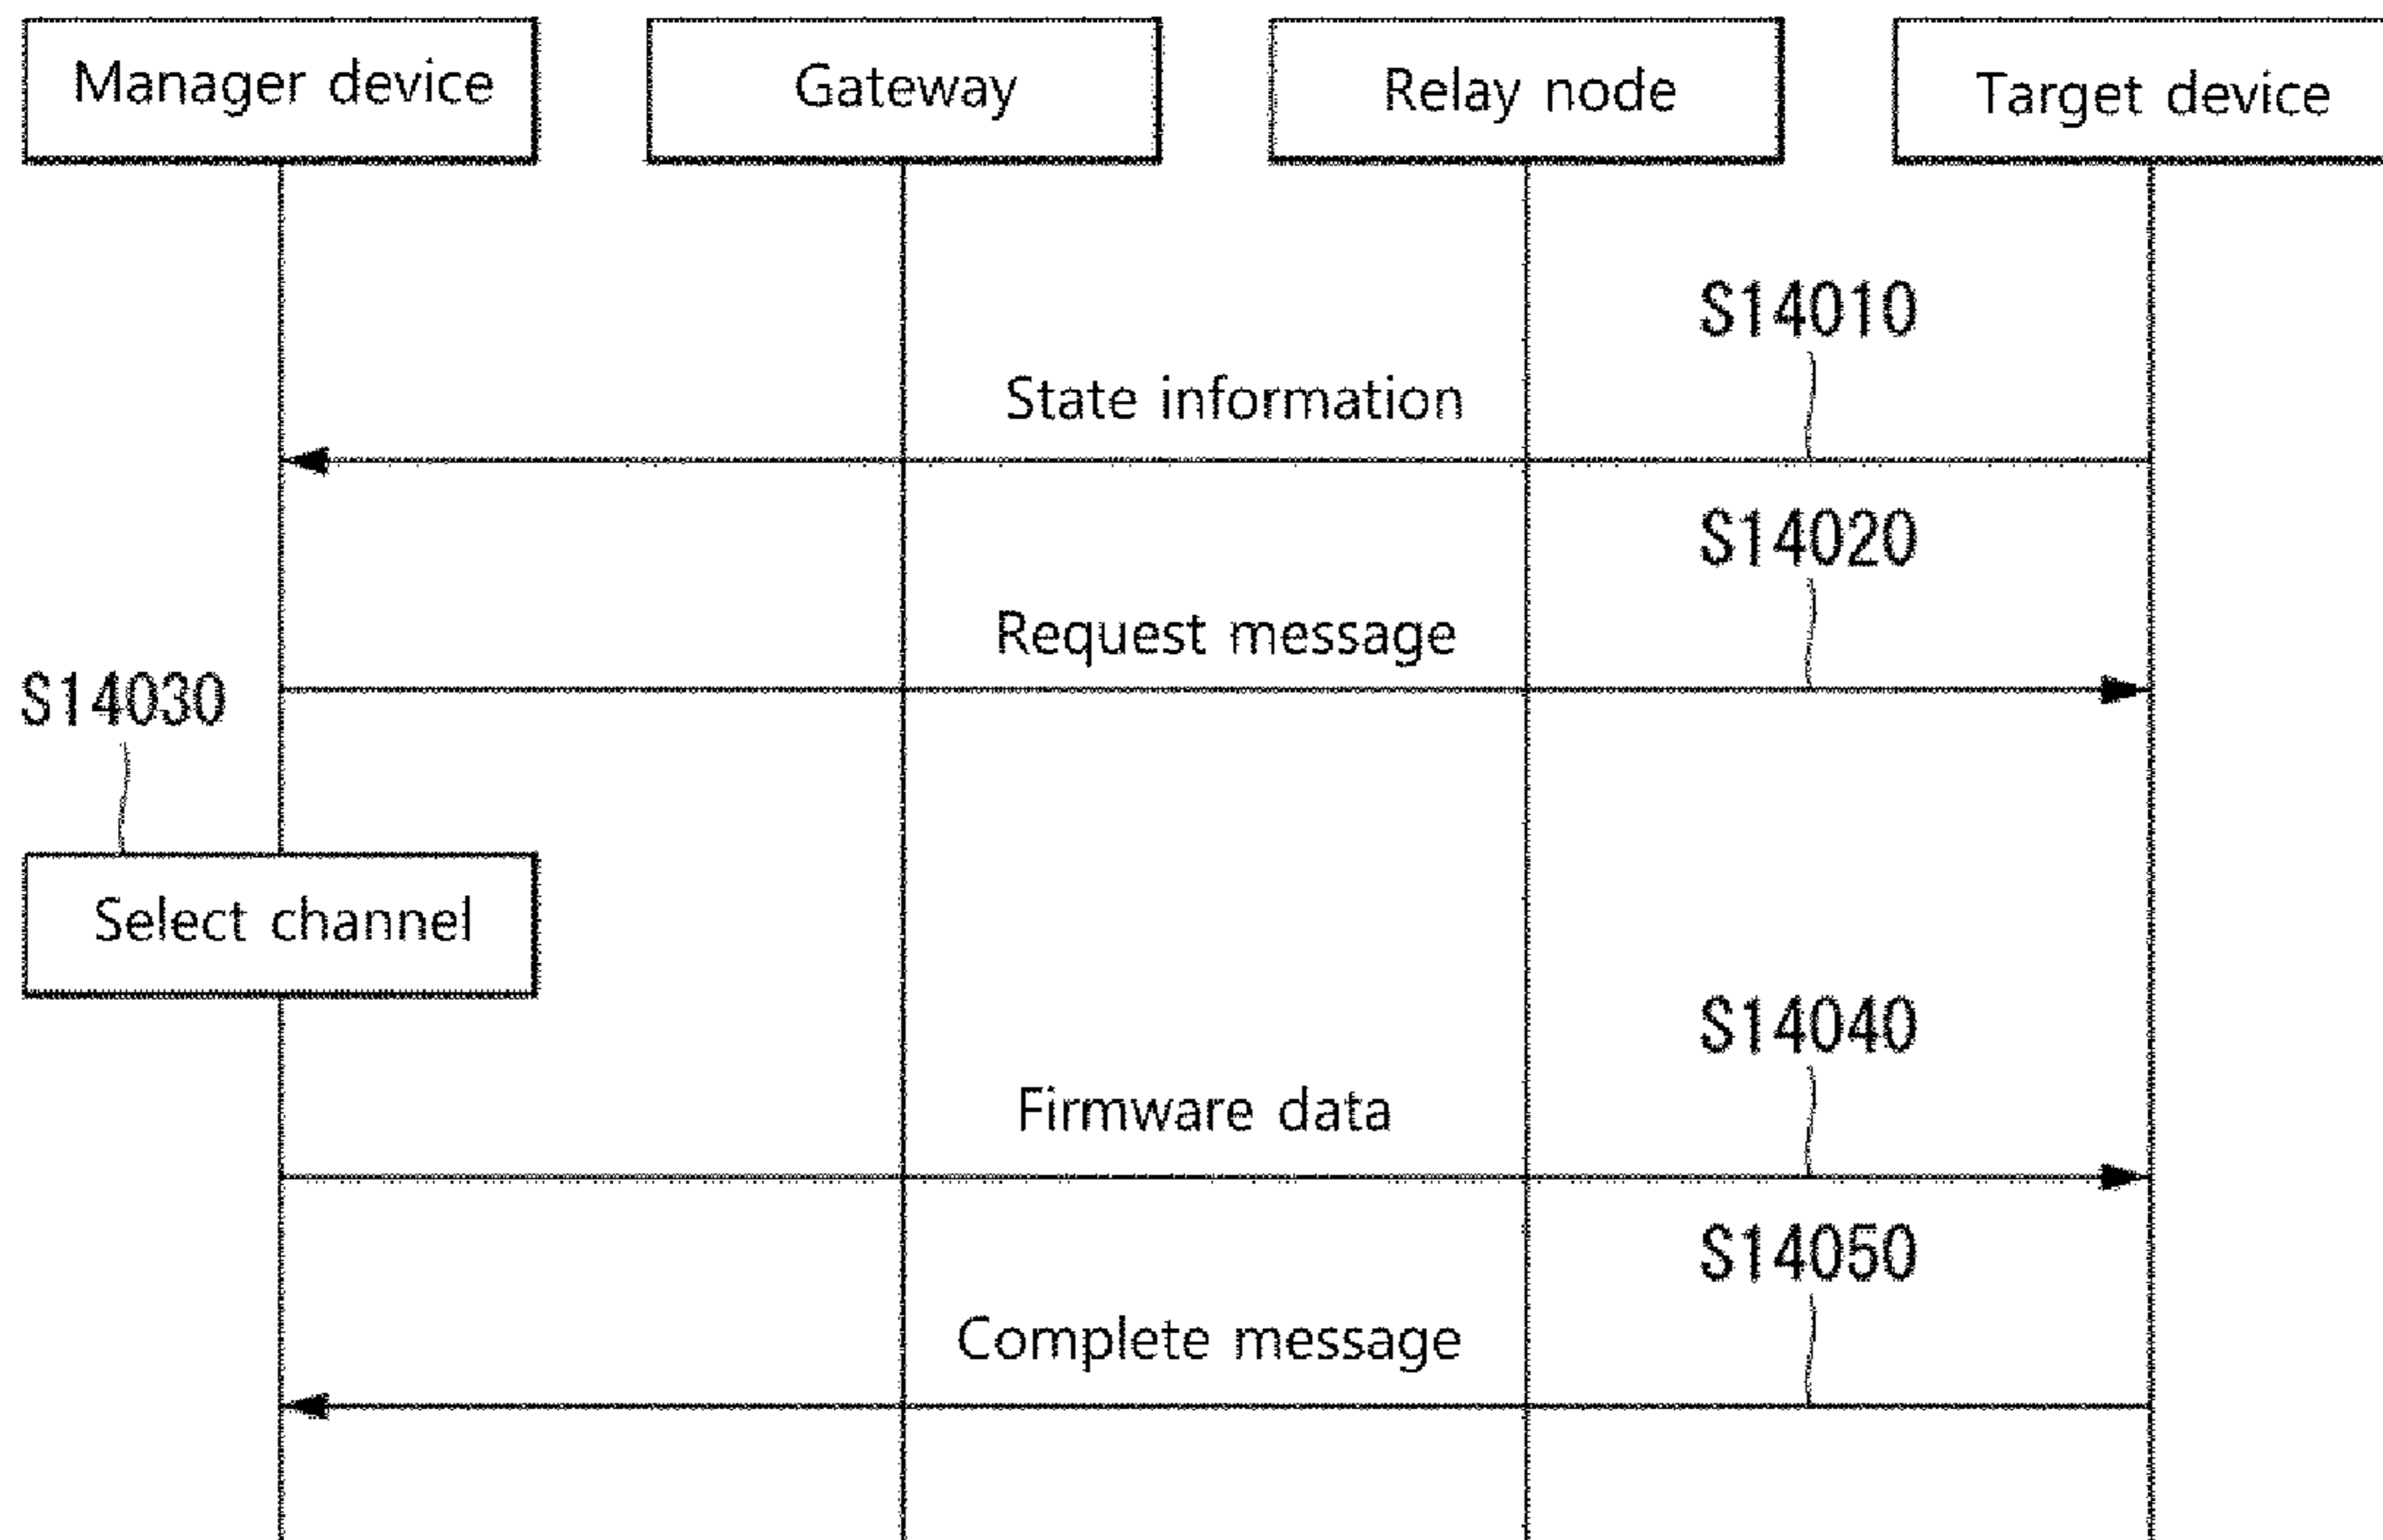 Manager device
Gateway
Relay node
Target device
S14010
State information
S14020
Request message
S14030
Select channel
S14040
Firmware data
S14050
Complete message